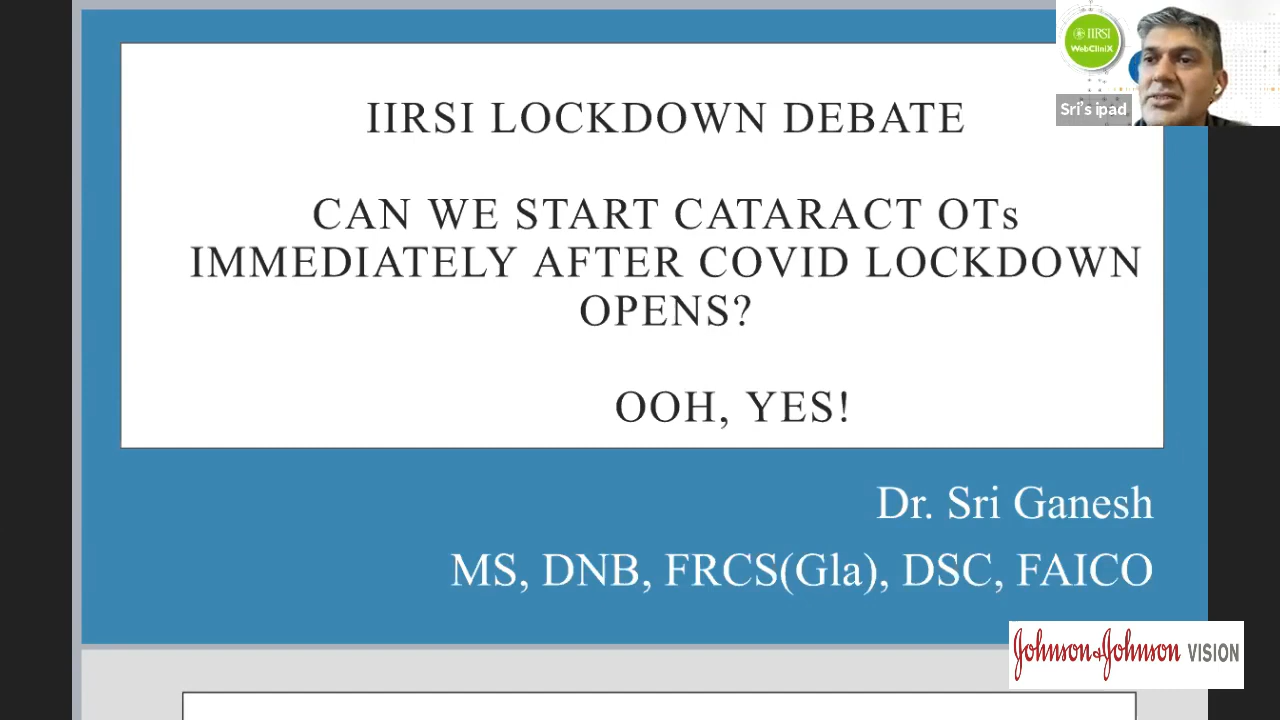 IIRSI LOCKDOWN DEBATE
CAN WE START CATARACT OTs
IMMEDIATELY AFTER COVID LOCKDOWN
OPENS?
OOH, YES!
Dr. Sri Ganesh
MS, DNB, FRCS(Gla), DSC, FAICO
IIRSI
WebCliniX
Sri's ipad
Johnson & Johnson VISION